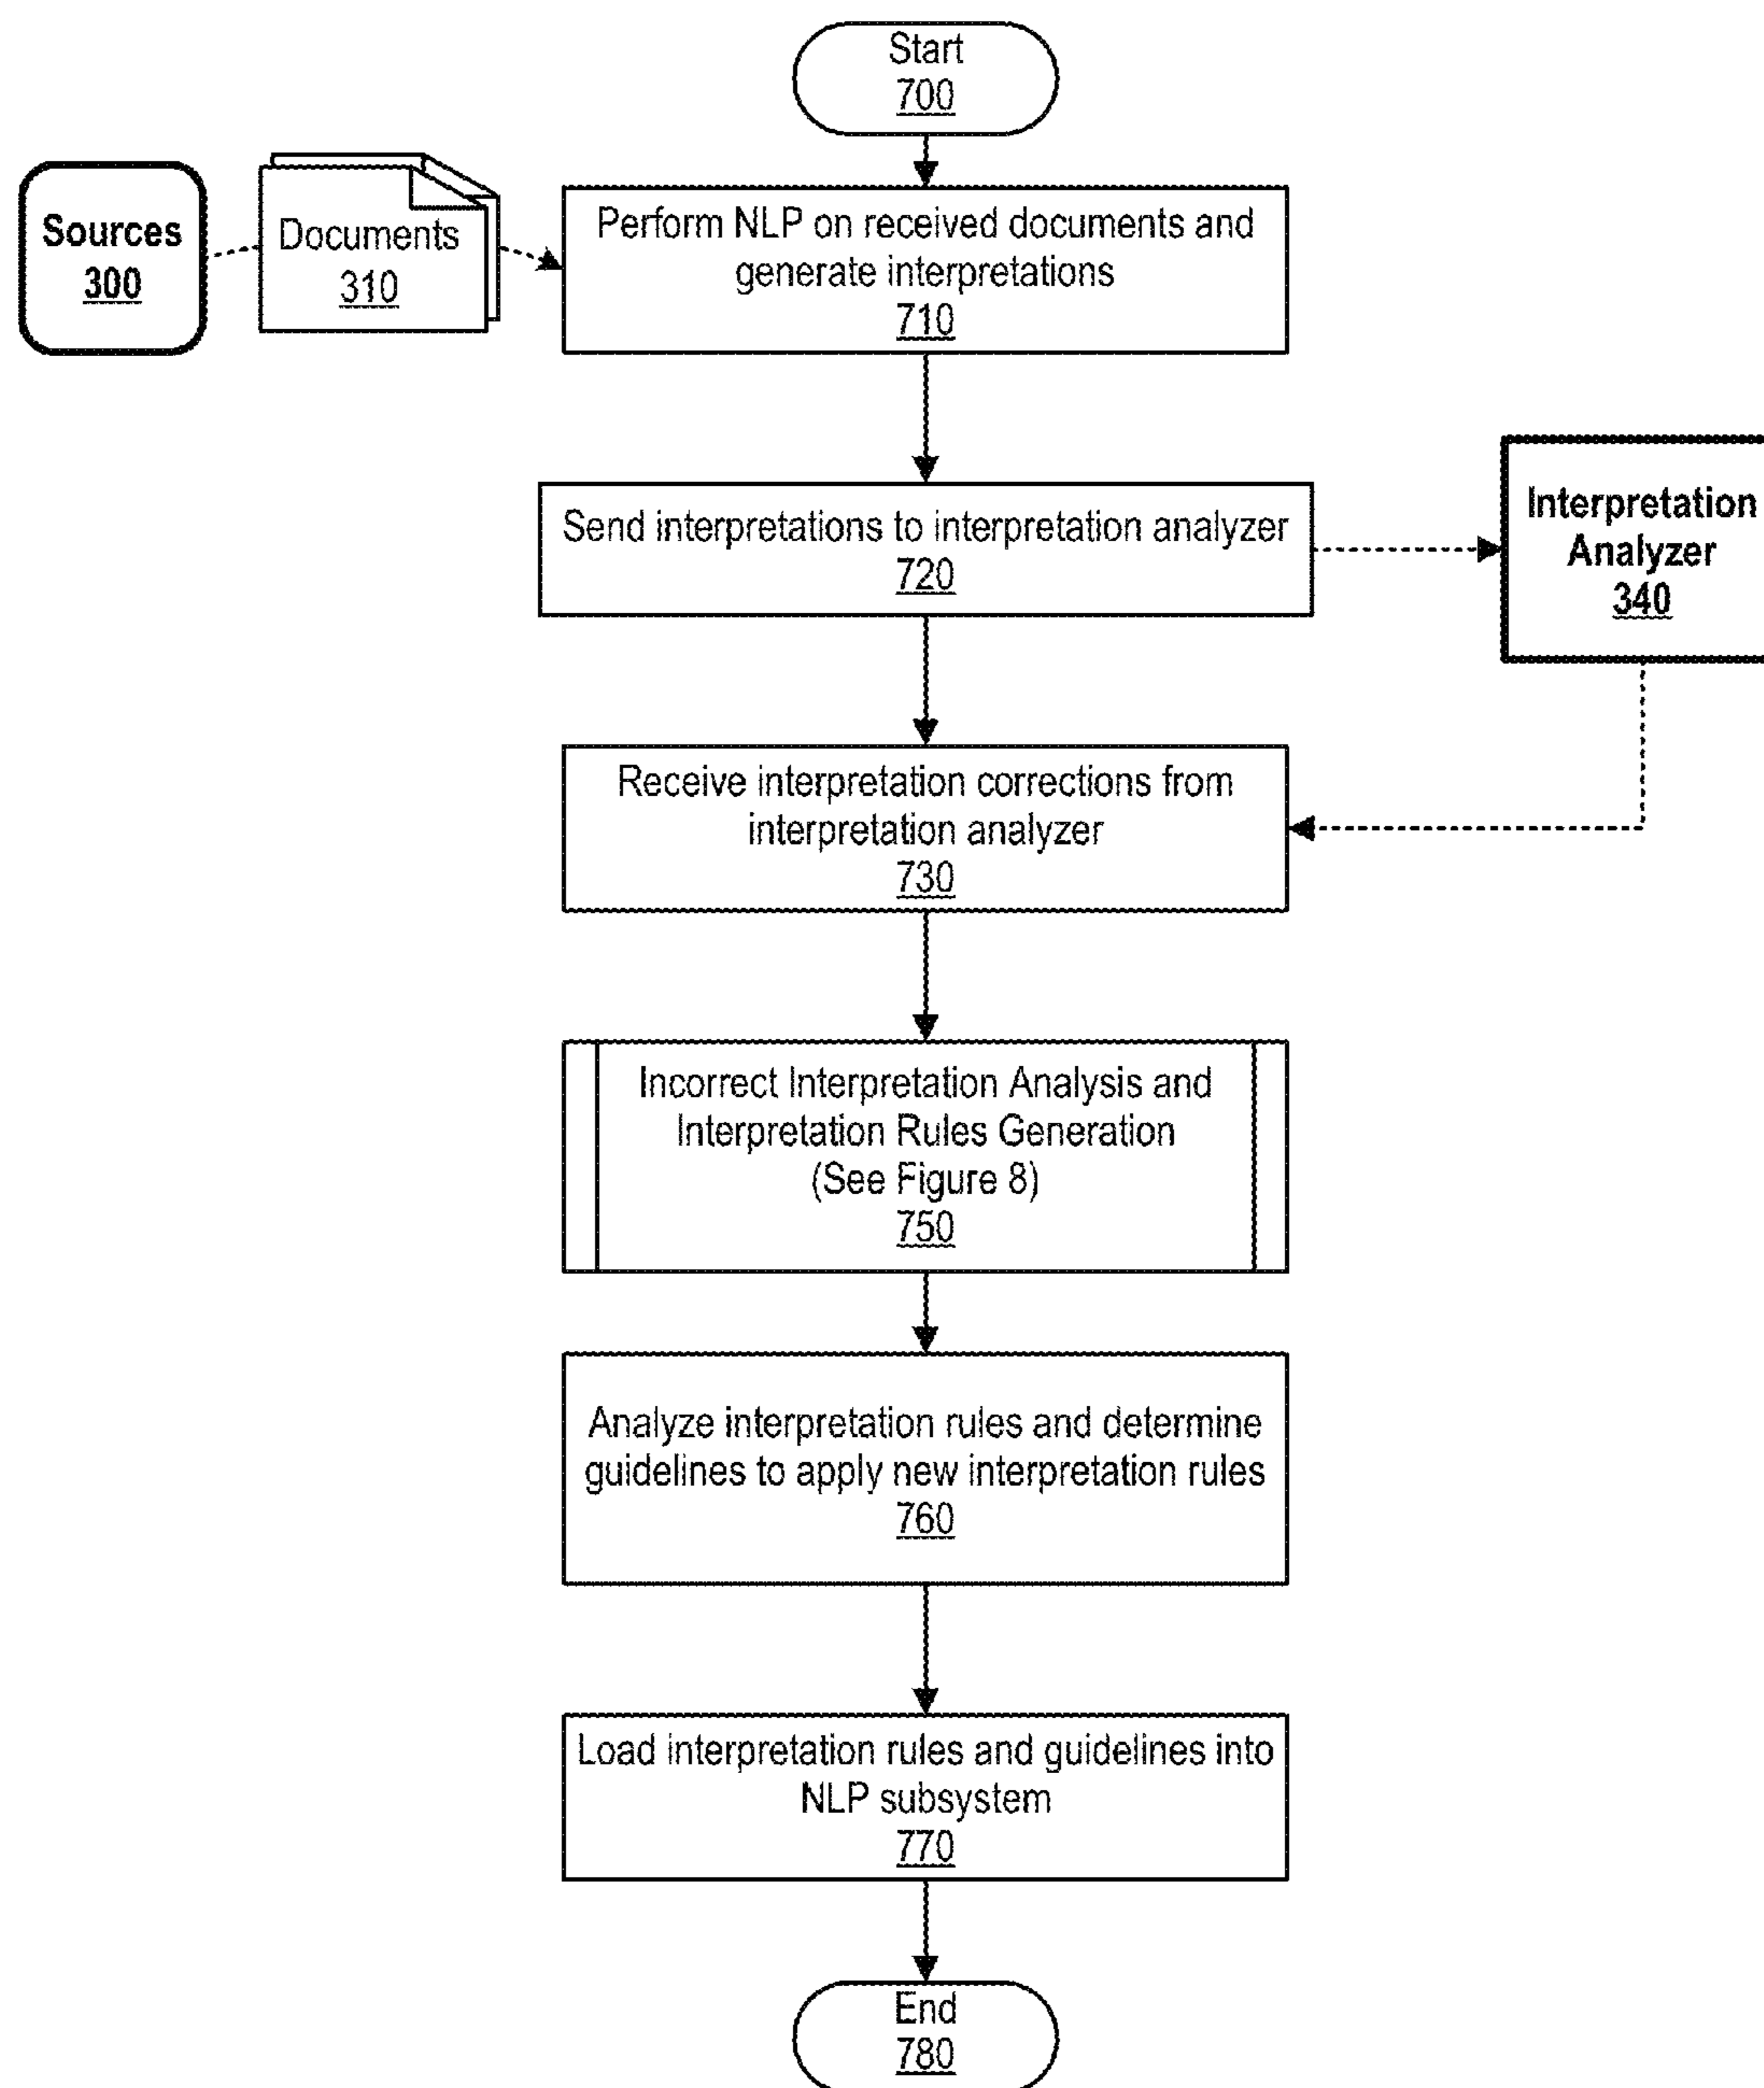 Start
700
Sources
300
Documents
310
Perform NLP on received documents and
generate interpretations
710
Send interpretations to interpretation analyzer
720
Interpretation
Analyzer
340
Receive interpretation corrections from
interpretation analyzer
730
Incorrect Interpretation Analysis and
Interpretation Rules Generation
(See Figure 8)
750
Analyze interpretation rules and determine
guidelines to apply new interpretation rules
760
Load interpretation rules and guidelines into
NLP subsystem
770
End
780